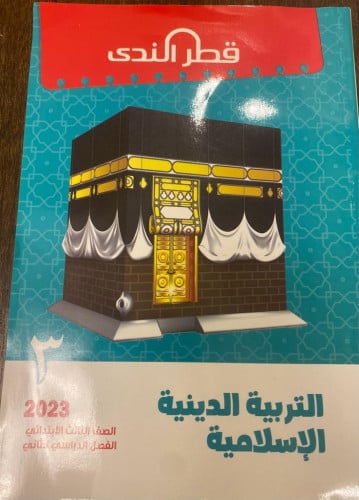 قطر الندى
٣
التربية الدينية
الإسلامية
2023
الصف الثالث الابتدائي
الفصل الدراسي الثاني